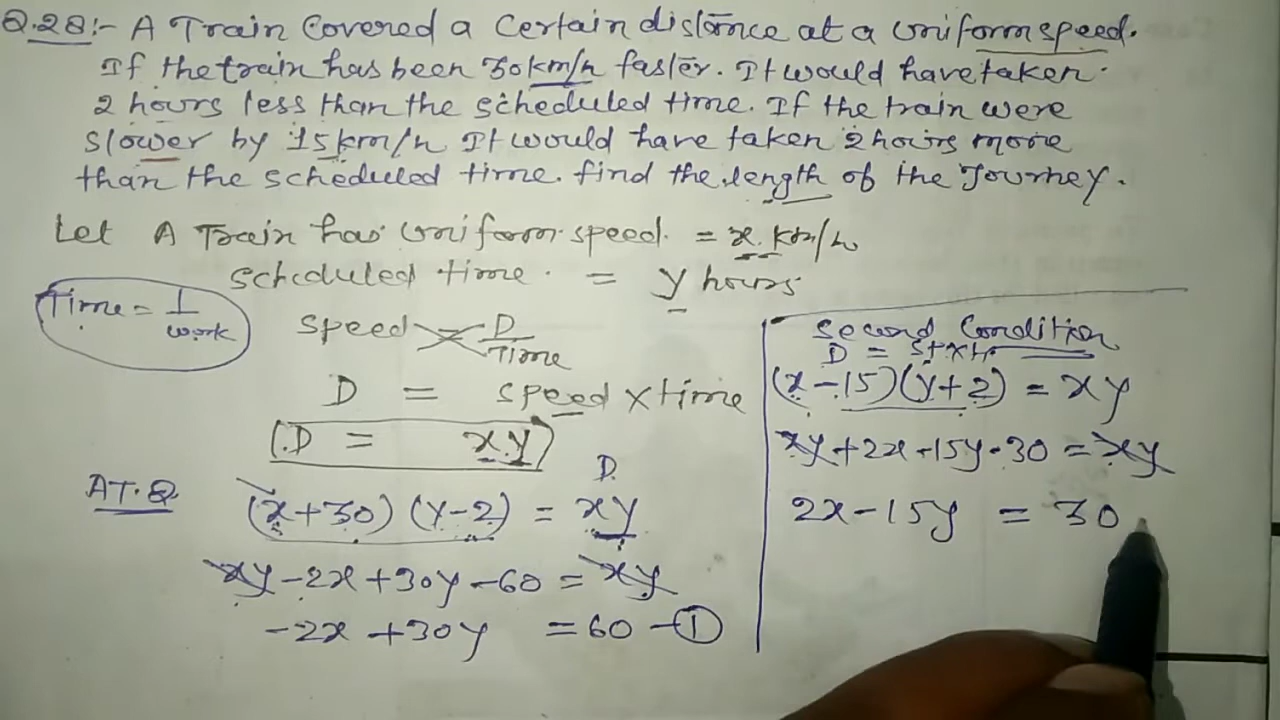 Q.28:- A Train Covered a Certain distance at a uniform speed.
If the train has been 30km/h faster. It would have taken
2 hours less than the scheduled time. If the train were
slower by 15km/h It would have taken 2 hours more
than the scheduled time. find the length of the Journey.
Let A Train has uniform speed. = x km/h
scheduled time = y hours
Time = 1/work
Speed = D/Time
D = speed × time
D = xy
AT.Q. (x+30) (y-2) = xy
D
xy - 2x + 30y - 60 = xy
-2x + 30y = 60 - ①
Second Condition
D =
(x-15)(y+2) = xy
xy + 2x - 15y - 30 = xy
2x - 15y = 30